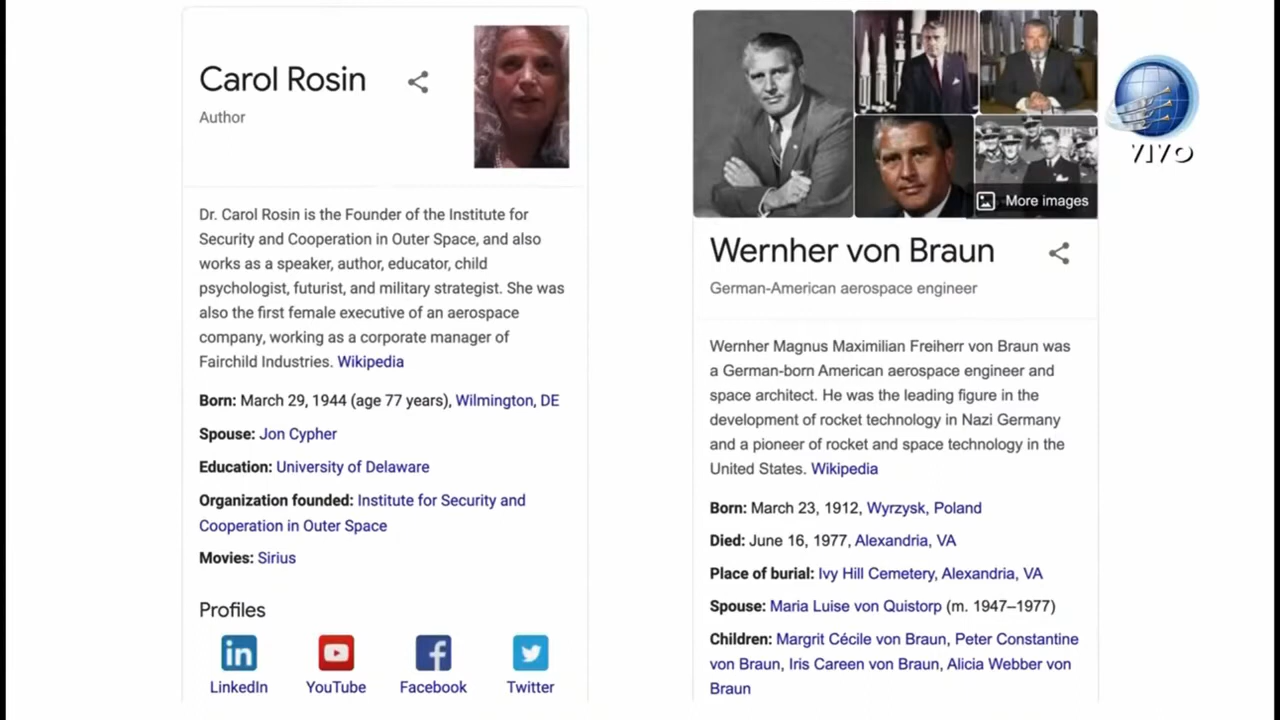 Carol Rosin
Author
Dr. Carol Rosin is the Founder of the Institute for
Security and Cooperation in Outer Space, and also
works as a speaker, author, educator, child
psychologist, futurist, and military strategist. She was
also the first female executive of an aerospace
company, working as a corporate manager of
Fairchild Industries. Wikipedia
Born: March 29, 1944 (age 77 years), Wilmington, DE
Spouse: Jon Cypher
Education: University of Delaware
Organization founded: Institute for Security and
Cooperation in Outer Space
Movies: Sirius
Profiles
LinkedIn
YouTube
Facebook
Twitter
More images
Wernher von Braun
German-American aerospace engineer
Wernher Magnus Maximilian Freiherr von Braun was
a German-born American aerospace engineer and
space architect. He was the leading figure in the
development of rocket technology in Nazi Germany
and a pioneer of rocket and space technology in the
United States. Wikipedia
Born: March 23, 1912, Wyrzysk, Poland
Died: June 16, 1977, Alexandria, VA
Place of burial: Ivy Hill Cemetery, Alexandria, VA
Spouse: Maria Luise von Quistorp (m. 1947–1977)
Children: Margrit Cécile von Braun, Peter Constantine
von Braun, Iris Careen von Braun, Alicia Webber von
Braun
VIVO